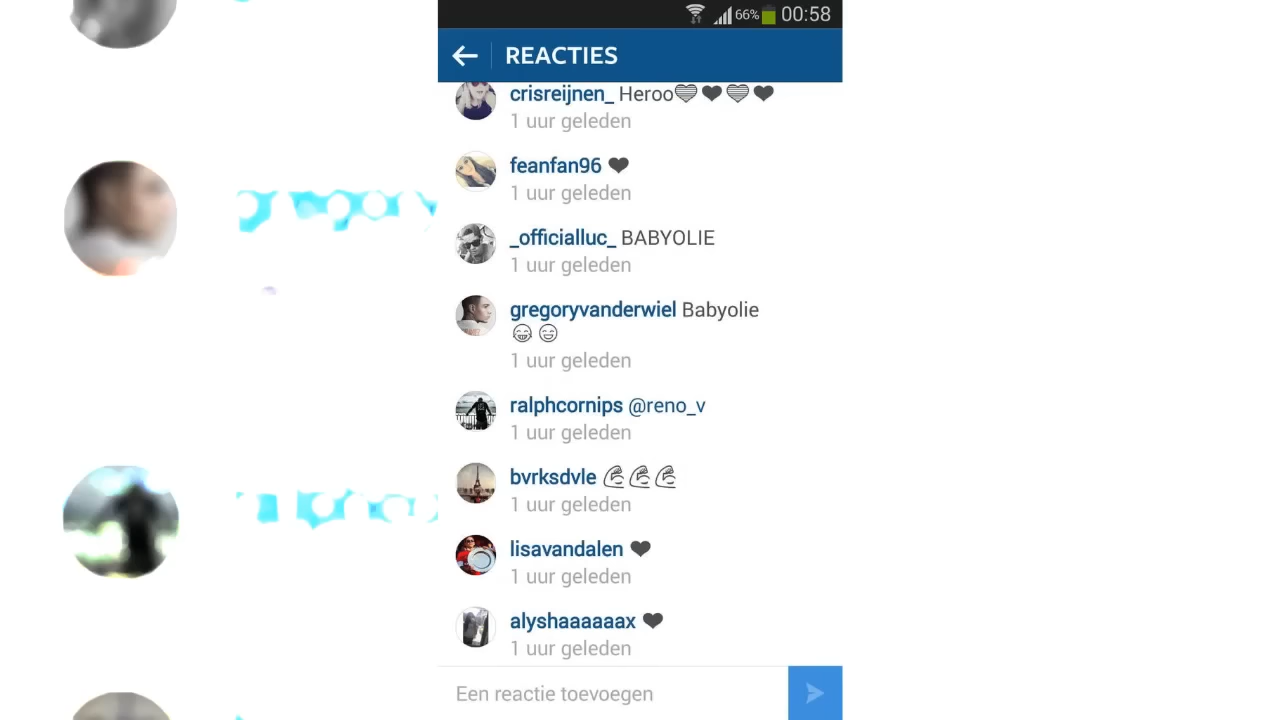 66% 00:58
REACTIES
crisreijnen_ Heroo💛❤💛❤
1 uur geleden
feanfan96 ❤
1 uur geleden
_officialluc_ BABYOLIE
1 uur geleden
gregoryvanderwiel Babyolie
😂😄
1 uur geleden
ralphcornips @reno_v
1 uur geleden
bvrksdvle 💪💪💪
1 uur geleden
lisavandalen ❤
1 uur geleden
alyshaaaaaax ❤
1 uur geleden
Een reactie toevoegen
gregory